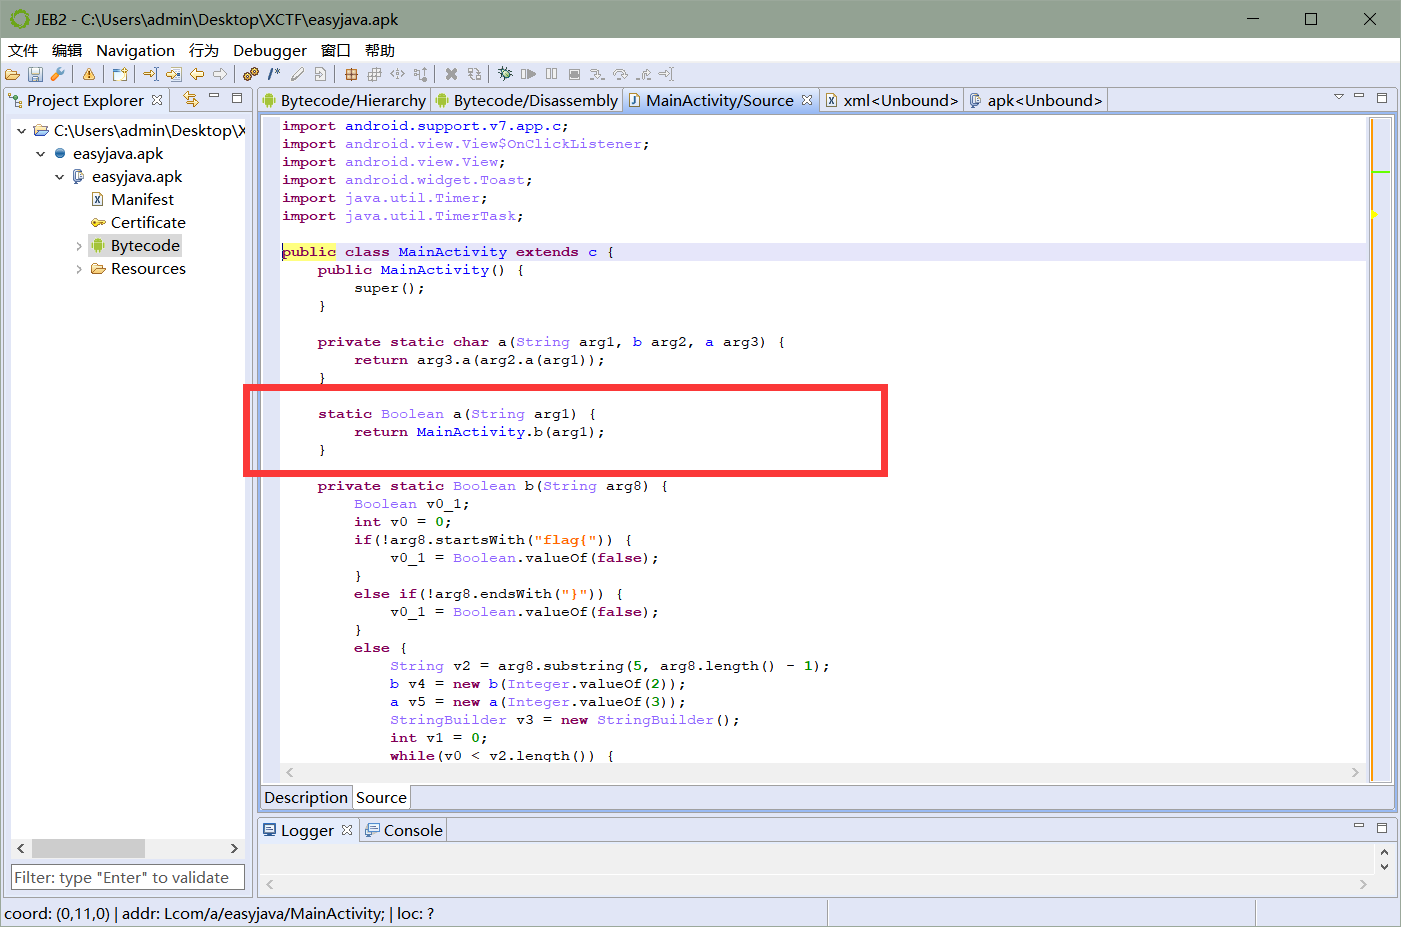 JEB2 - C:\Users\admin\Desktop\XCTF\easyjava.apk
文件 编辑 Navigation 行为 Debugger 窗口 帮助
Project Explorer
C:\Users\admin\Desktop\X
easyjava.apk
easyjava.apk
Manifest
Certificate
Bytecode
Resources
Filter: type "Enter" to validate
Bytecode/Hierarchy Bytecode/Disassembly MainActivity/Source xml<Unbound> apk<Unbound>
import android.support.v7.app.c;
import android.view.View$OnClickListener;
import android.view.View;
import android.widget.Toast;
import java.util.Timer;
import java.util.TimerTask;
public class MainActivity extends c {
public MainActivity() {
super();
}
private static char a(String arg1, b arg2, a arg3) {
return arg3.a(arg2.a(arg1));
}
static Boolean a(String arg1) {
return MainActivity.b(arg1);
}
private static Boolean b(String arg8) {
Boolean v0_1;
int v0 = 0;
if(!arg8.startsWith("flag{")) {
v0_1 = Boolean.valueOf(false);
}
else if(!arg8.endsWith("}")) {
v0_1 = Boolean.valueOf(false);
}
else {
String v2 = arg8.substring(5, arg8.length() - 1);
b v4 = new b(Integer.valueOf(2));
a v5 = new a(Integer.valueOf(3));
StringBuilder v3 = new StringBuilder();
int v1 = 0;
while(v0 < v2.length()) {
Description Source
Logger Console
coord: (0,11,0) | addr: Lcom/a/easyjava/MainActivity; | loc: ?